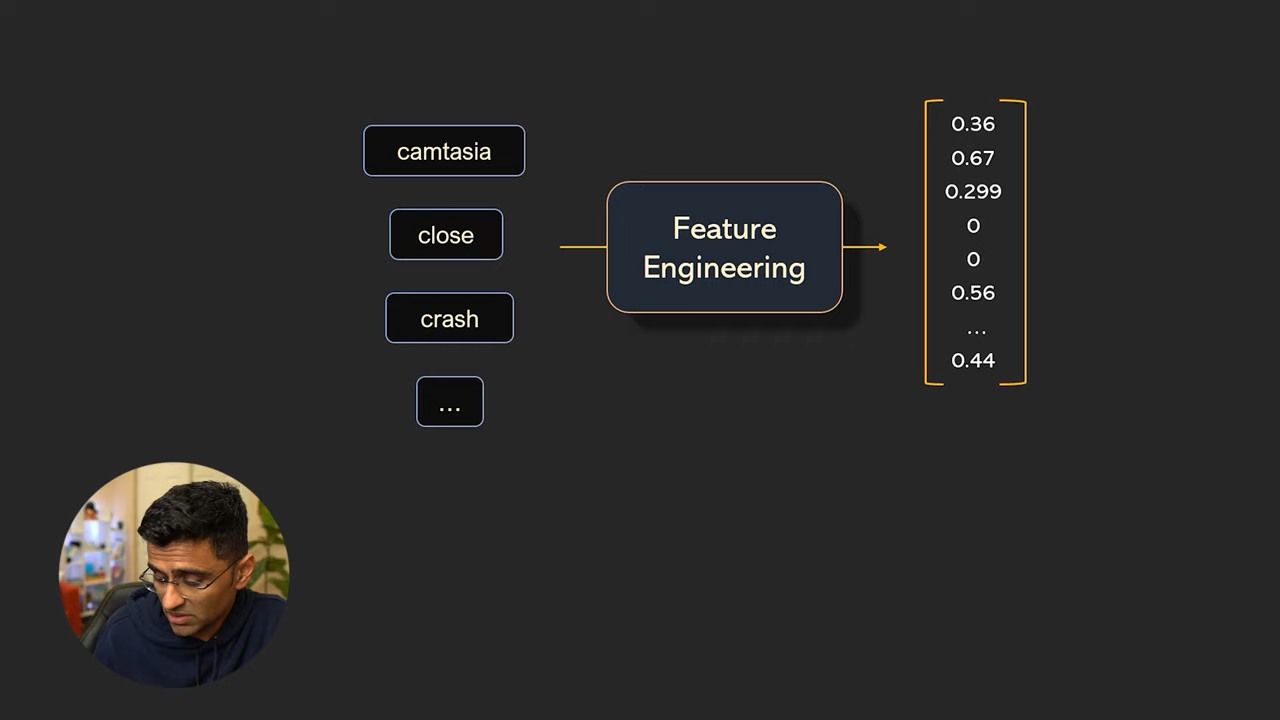 camtasia
close
crash
...
Feature
Engineering
0.36
0.67
0.299
0
0
0.56
...
0.44